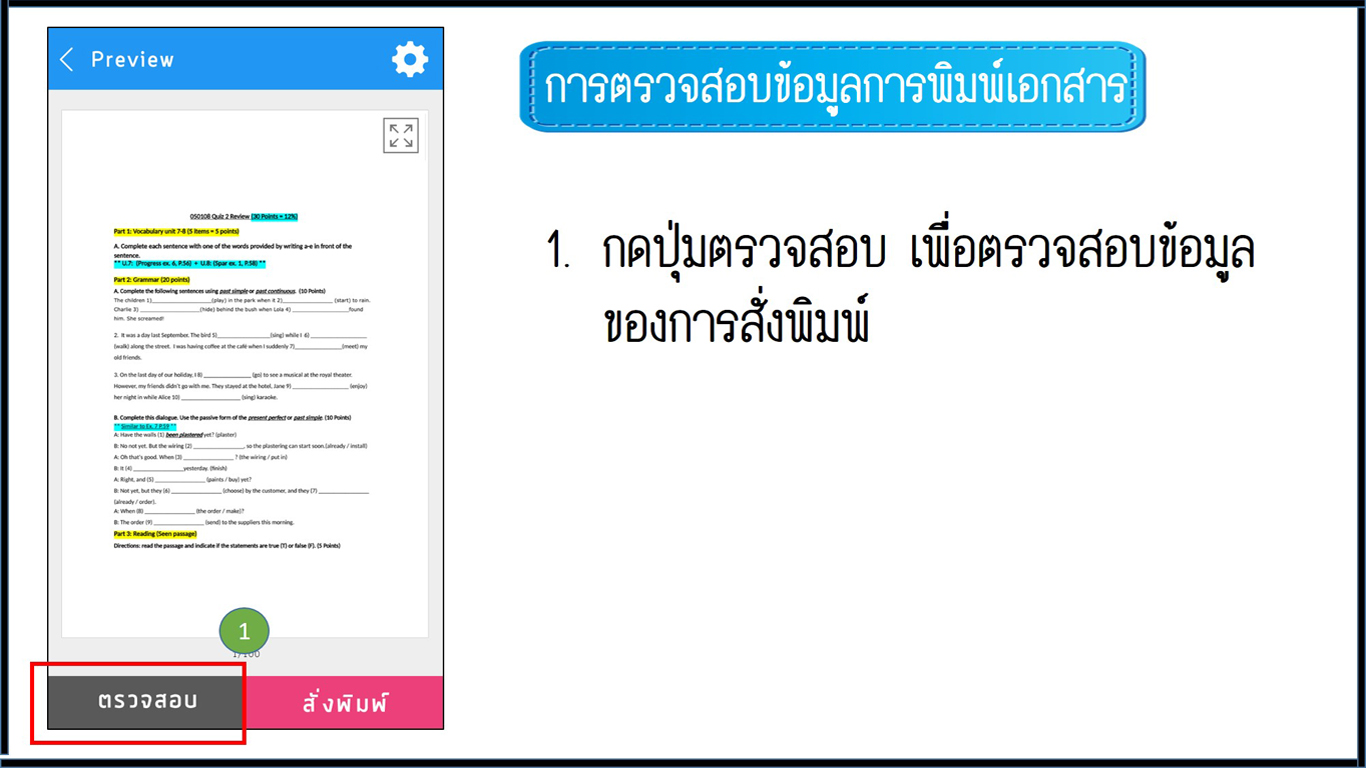 Preview
การตรวจสอบข้อมูลการพิมพ์เอกสาร
050108 Quiz 2 Review (30 Points = 12%)
Part 1: Vocabulary unit 7-8 (5 items = 5 points)
A. Complete each sentence with one of the words provided by writing a-e in front of the
sentence.
** U.7: (Progress ex. 6, P.56) + U.8: (Spar ex. 1, P.58) **
Part 2: Grammar (20 points)
A. Complete the following sentences using past simple or past continuous. (10 Points)
The children 1)__________________(play) in the park when it 2)_______________ (start) to rain.
Charlie 3) __________________(hide) behind the bush when Lola 4) _________________found
him. She screamed!
2. It was a day last September. The bird 5)________________(sing) while I 6) _________________
(walk) along the street. I was having coffee at the café when I suddenly 7)______________(meet) my
old friends.
3. On the last day of our holiday, I 8) ______________ (go) to see a musical at the royal theater.
However, my friends didn't go with me. They stayed at the hotel, Jane 9) _________________ (enjoy)
her night in while Alice 10) _________________ (sing) karaoke.
B. Complete this dialogue. Use the passive form of the present perfect or past simple. (10 Points)
** Similar to Ex. 7 P.59 **
A: Have the walls (1) been plastered yet? (plaster)
B: No not yet. But the wiring (2) _______________, so the plastering can start soon.(already / install)
A: Oh that's good. When (3) _______________ ? (the wiring / put in)
B: It (4) _______________yesterday. (finish)
A: Right, and (5) _______________ (paints / buy) yet?
B: Not yet, but they (6) _______________ (choose) by the customer, and they (7) _______________
(already / order).
A: When (8) _______________ (the order / make)?
B: The order (9) _______________ (send) to the suppliers this morning.
Part 3: Reading (Seen passage)
Directions: read the passage and indicate if the statements are true (T) or false (F). (5 Points)
1
1/100
ตรวจสอบ
สั่งพิมพ์
1. กดปุ่มตรวจสอบ เพื่อตรวจสอบข้อมูล
ของการสั่งพิมพ์